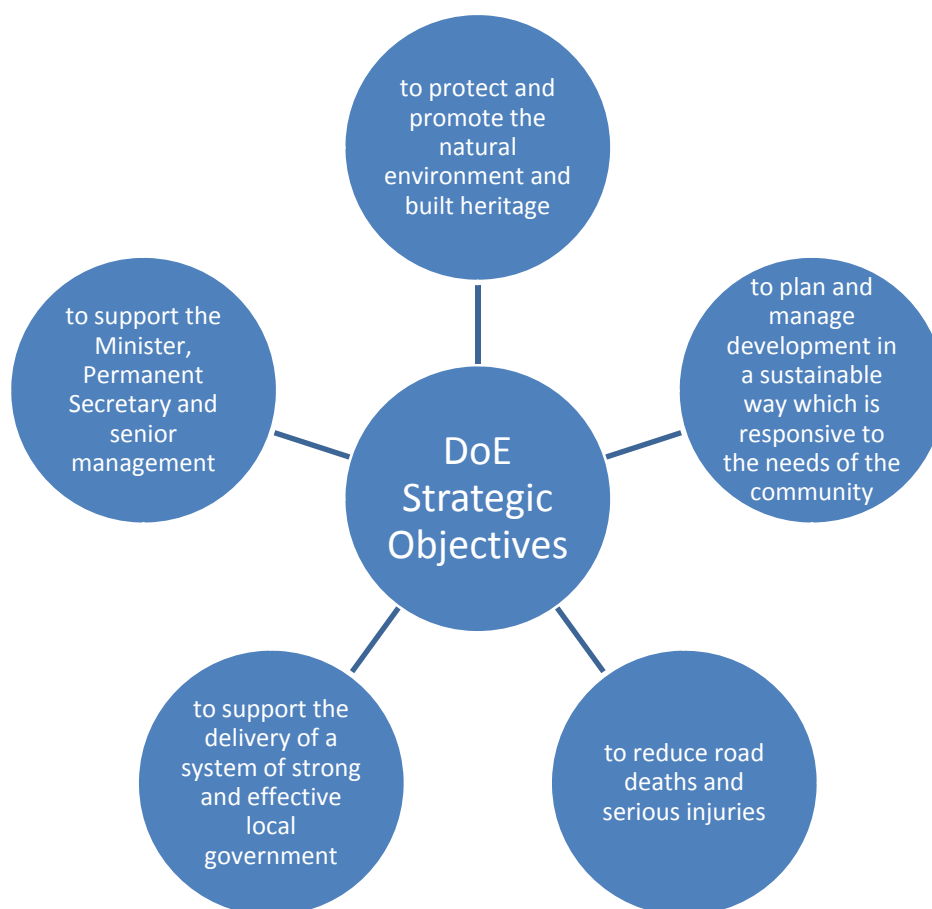 to protect and
promote the
natural
environment and
built heritage
to plan and
manage
development in
a sustainable
way which is
responsive to
the needs of the
community
to reduce road
deaths and
serious injuries
to support the
delivery of a
system of strong
and effective
local
government
to support the
Minister,
Permanent
Secretary and
senior
management
DoE
Strategic
Objectives